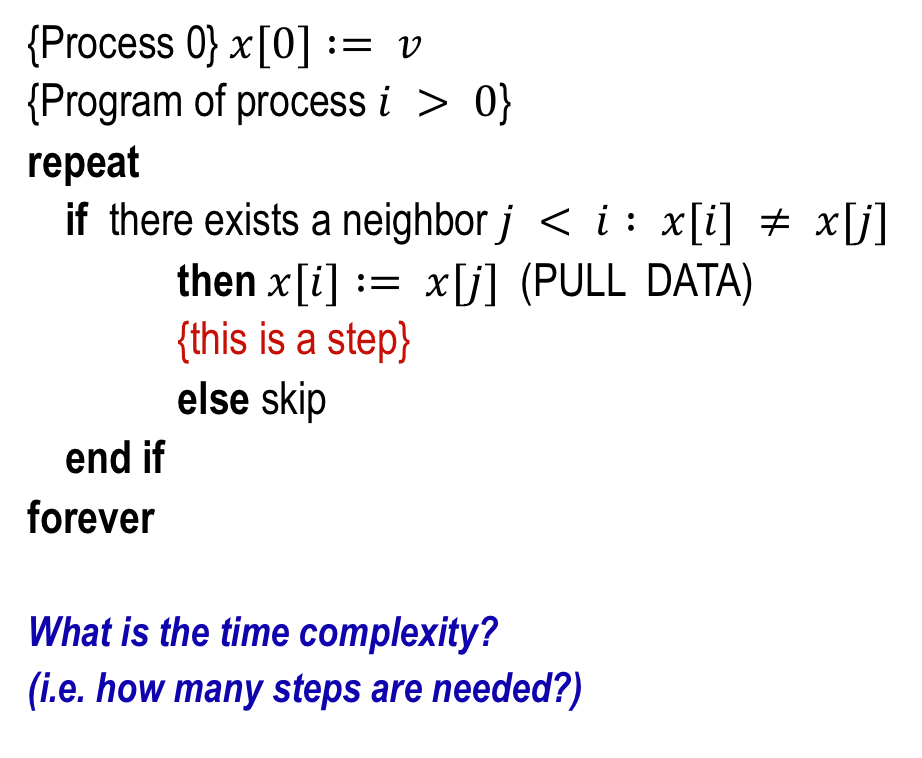 {Process 0} x[0] := v
{Program of process i > 0}
repeat
if there exists a neighbor j < i : x[i] ≠ x[j]
then x[i] := x[j] (PULL DATA)
{this is a step}
else skip
end if
forever
What is the time complexity?
(i.e. how many steps are needed?)